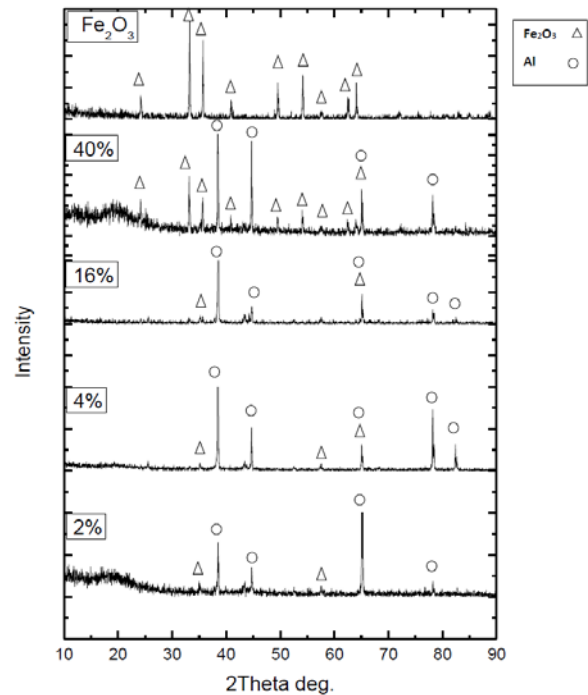 Fe₂O₃
40%
16%
4%
2%
Intensity
10 20 30 40 50 60 70 80 90
2Theta deg.
Fe₂O₃
Al